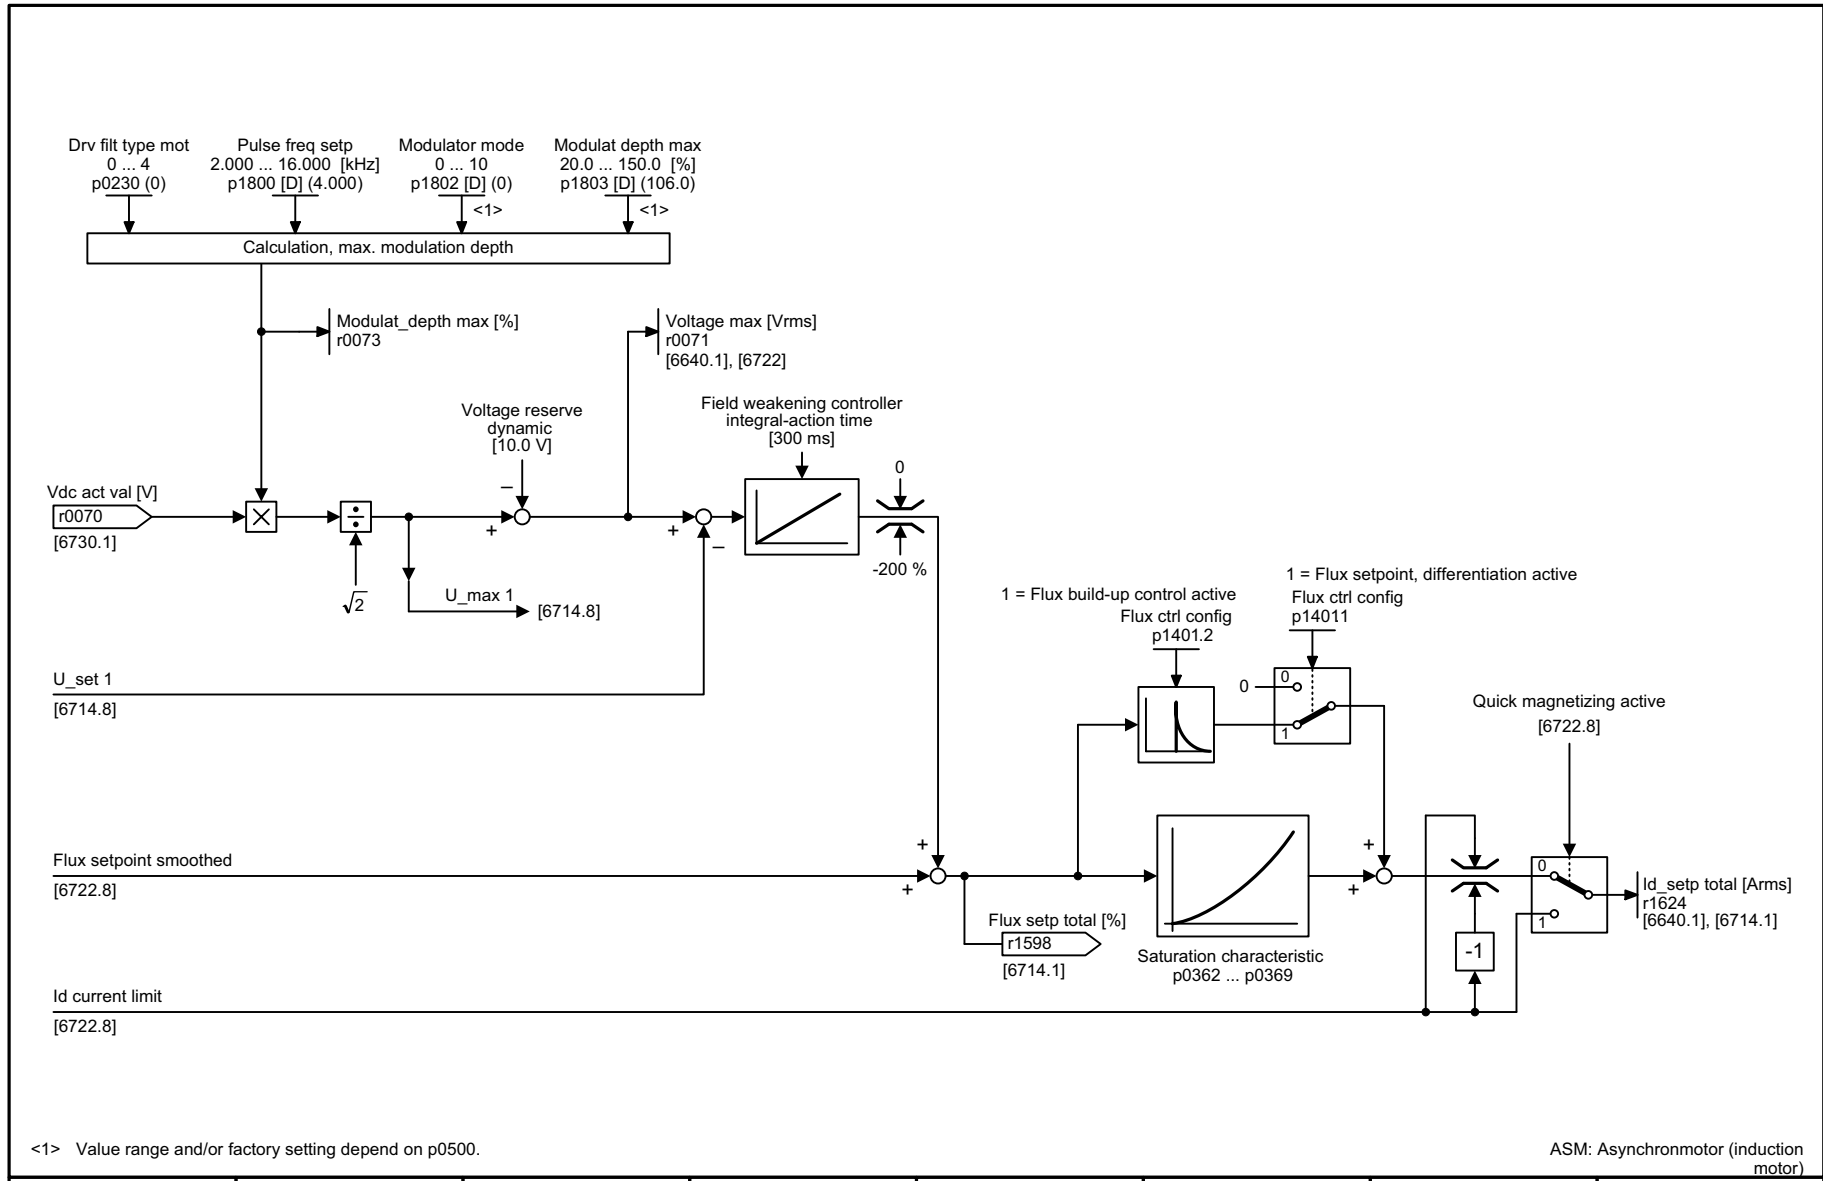 Drv filt type mot
0 ... 4
p0230 (0)
Pulse freq setp
2.000 ... 16.000 [kHz]
p1800 [D] (4.000)
Modulator mode
0 ... 10
p1802 [D] (0)
<1>
Modulat depth max
20.0 ... 150.0 [%]
p1803 [D] (106.0)
<1>
Calculation, max. modulation depth
Modulat_depth max [%]
r0073
Voltage max [Vrms]
r0071
[6640.1], [6722]
Voltage reserve
dynamic
[10.0 V]
Field weakening controller
integral-action time
[300 ms]
0
-200 %
Vdc act val [V]
r0070
[6730.1]
×
÷
√2
–
+
+
–
U_max 1
[6714.8]
U_set 1
[6714.8]
1 = Flux build-up control active
Flux ctrl config
p1401.2
1 = Flux setpoint, differentiation active
Flux ctrl config
p14011
0
0
1
Quick magnetizing active
[6722.8]
Flux setpoint smoothed
[6722.8]
+
+
+
+
Flux setp total [%]
r1598
[6714.1]
Saturation characteristic
p0362 ... p0369
0
1
-1
Id_setp total [Arms]
r1624
[6640.1], [6714.1]
Id current limit
[6722.8]
<1> Value range and/or factory setting depend on p0500.
ASM: Asynchronmotor (induction
motor)